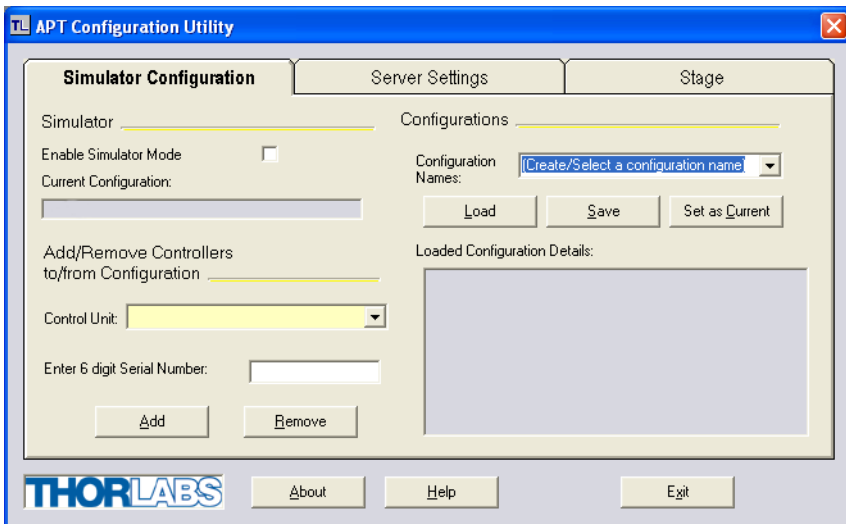 TL APT Configuration Utility
Simulator Configuration
Server Settings
Stage
Simulator
Enable Simulator Mode
Current Configuration:
Add/Remove Controllers
to/from Configuration
Control Unit:
Enter 6 digit Serial Number:
Add
Remove
Configurations
Configuration
Names:
(Create/Select a configuration name)
Load
Save
Set as Current
Loaded Configuration Details:
THORLABS
About
Help
Exit